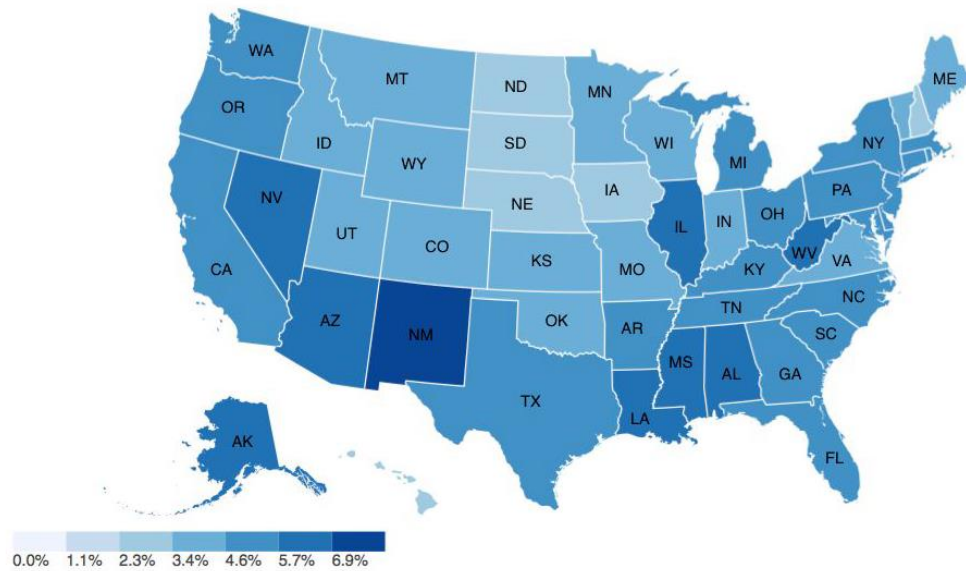 WA
MT
ND
MN
ME
OR
ID
SD
WI
NY
WY
MI
NV
NE
IA
PA
UT
CO
IL
IN
OH
CA
KS
MO
WV
VA
KY
AZ
NM
OK
AR
TN
NC
TX
MS
AL
GA
SC
LA
AK
FL
0.0% 1.1% 2.3% 3.4% 4.6% 5.7% 6.9%